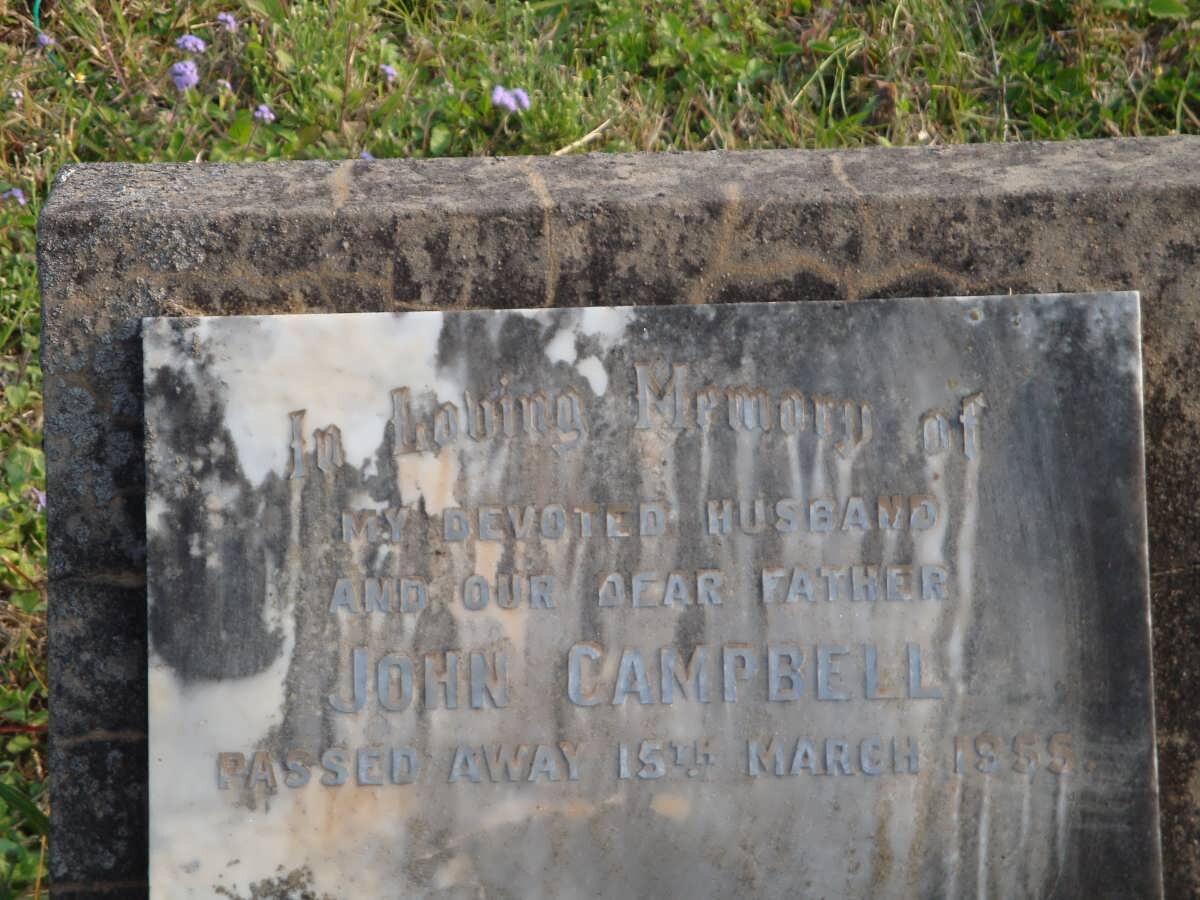 In Loving Memory of
MY DEVOTED HUSBAND
AND OUR DEAR FATHER
JOHN CAMPBELL
PASSED AWAY 15TH MARCH 1955.